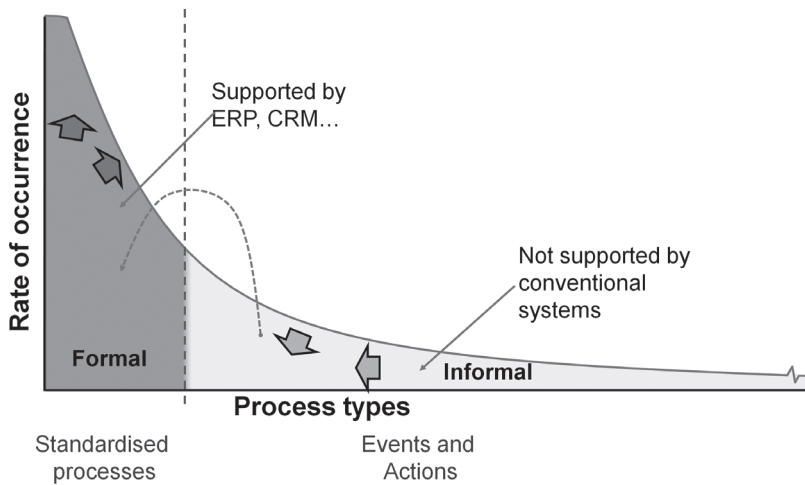 Supported by
ERP, CRM…
Rate of occurrence
Not supported by
conventional
systems
Formal
Informal
Process types
Standardised
processes
Events and
Actions